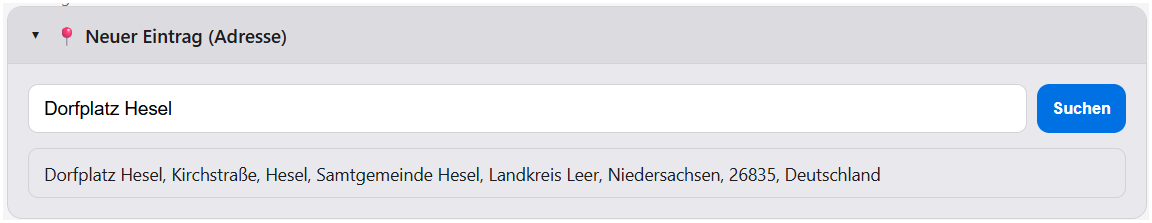 Neuer Eintrag (Adresse)
Dorfplatz Hesel
Suchen
Dorfplatz Hesel, Kirchstraße, Hesel, Samtgemeinde Hesel, Landkreis Leer, Niedersachsen, 26835, Deutschland